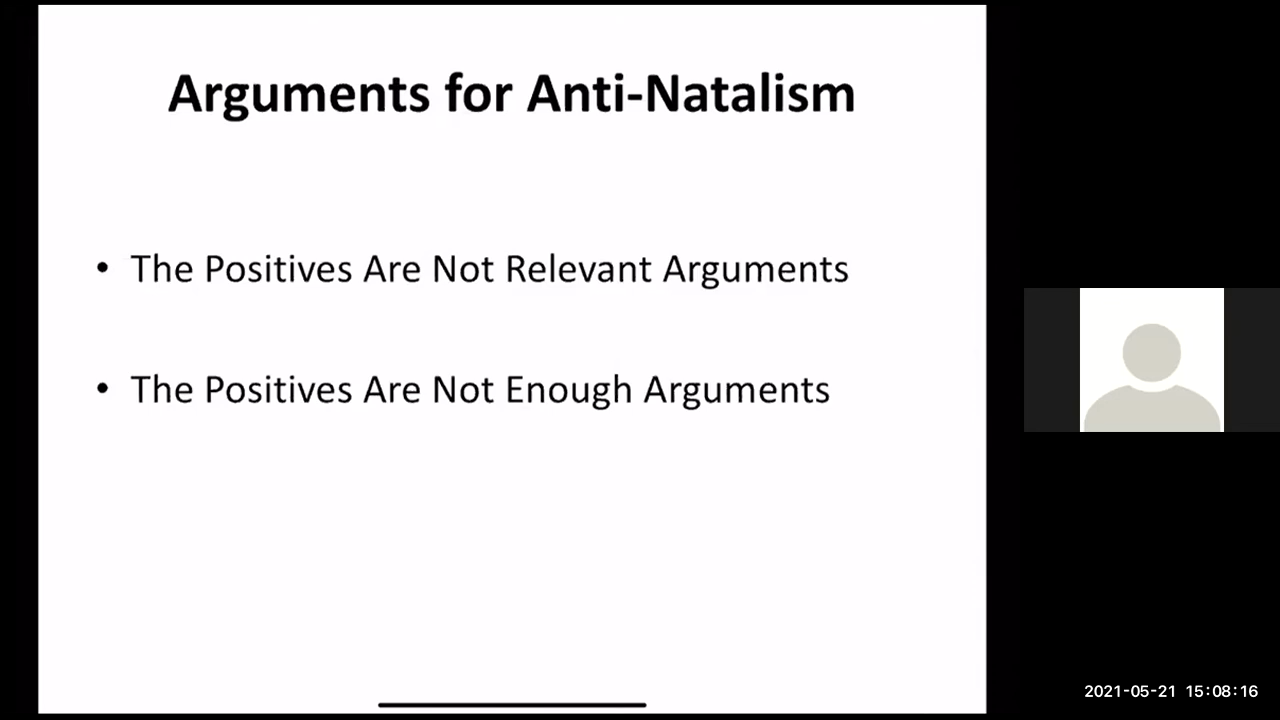 Arguments for Anti-Natalism
• The Positives Are Not Relevant Arguments
• The Positives Are Not Enough Arguments
2021-05-21 15:08:16